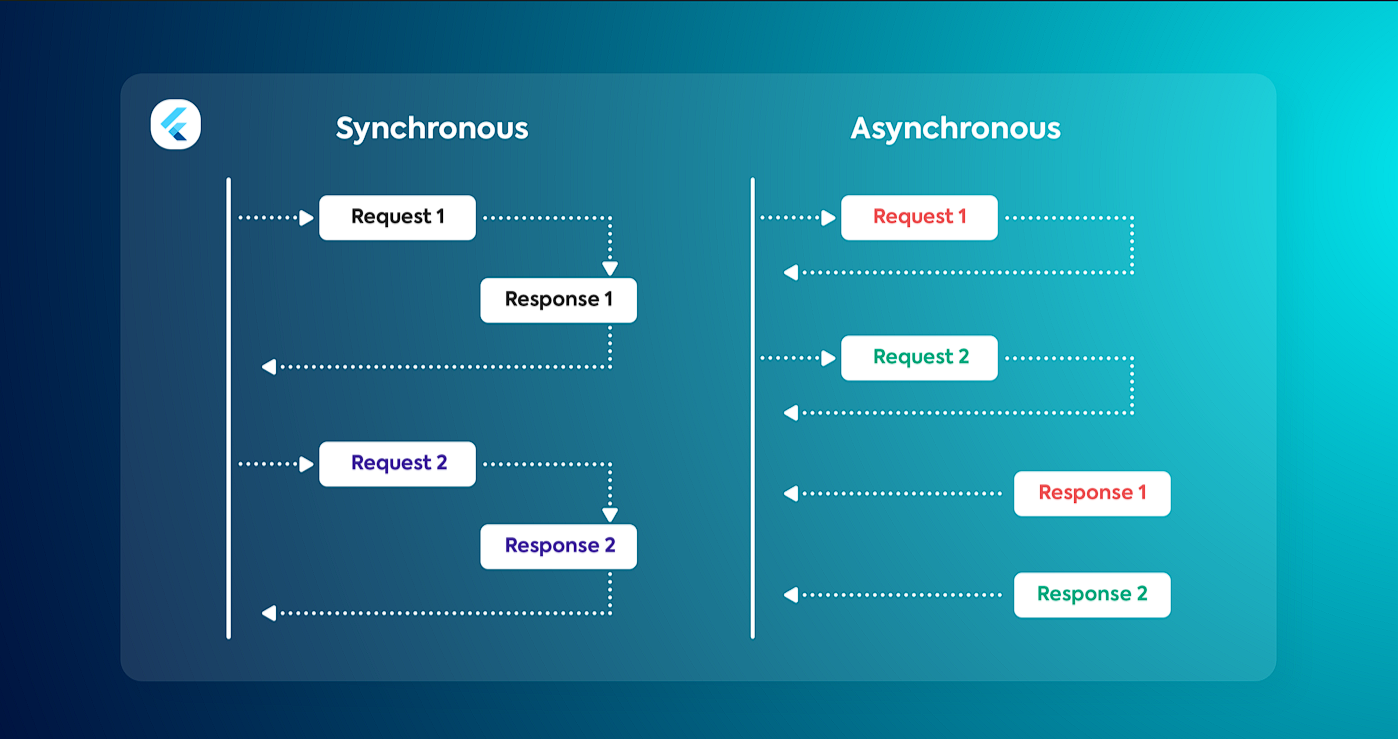 Synchronous
Request 1
Response 1
Request 2
Response 2
Asynchronous
Request 1
Request 2
Response 1
Response 2